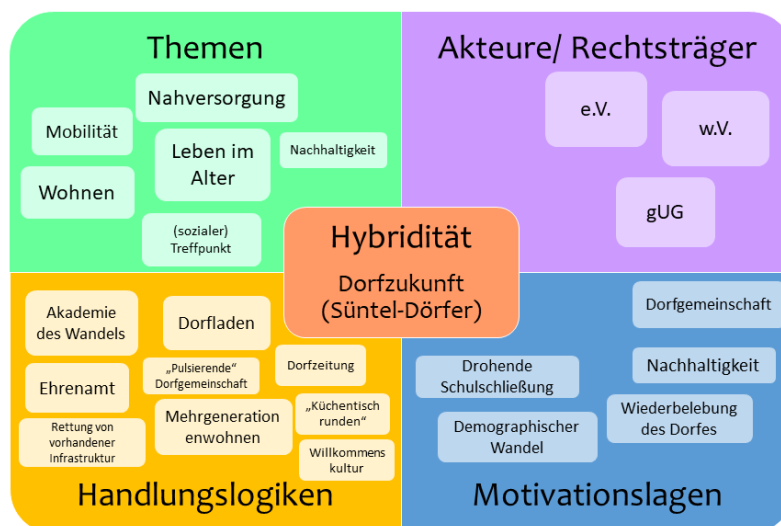 Themen
Nahversorgung
Mobilität
Leben im
Alter
Nachhaltigkeit
Wohnen
(sozialer)
Treffpunkt
Akteure/ Rechtsträger
e.V.
w.V.
gUG
Hybridität
Dorfzukunft
(Süntel-Dörfer)
Akademie
des Wandels
Dorfladen
Dorfzeitung
Ehrenamt
„Pulsierende“
Dorfgemeinschaft
Mehrgeneration
enwohnen
„Küchentisch
runden“
Rettung von
vorhandener
Infrastruktur
Willkommens
kultur
Handlungslogiken
Dorfgemeinschaft
Drohende
Schulschließung
Nachhaltigkeit
Demographischer
Wandel
Wiederbelebung
des Dorfes
Motivationslagen